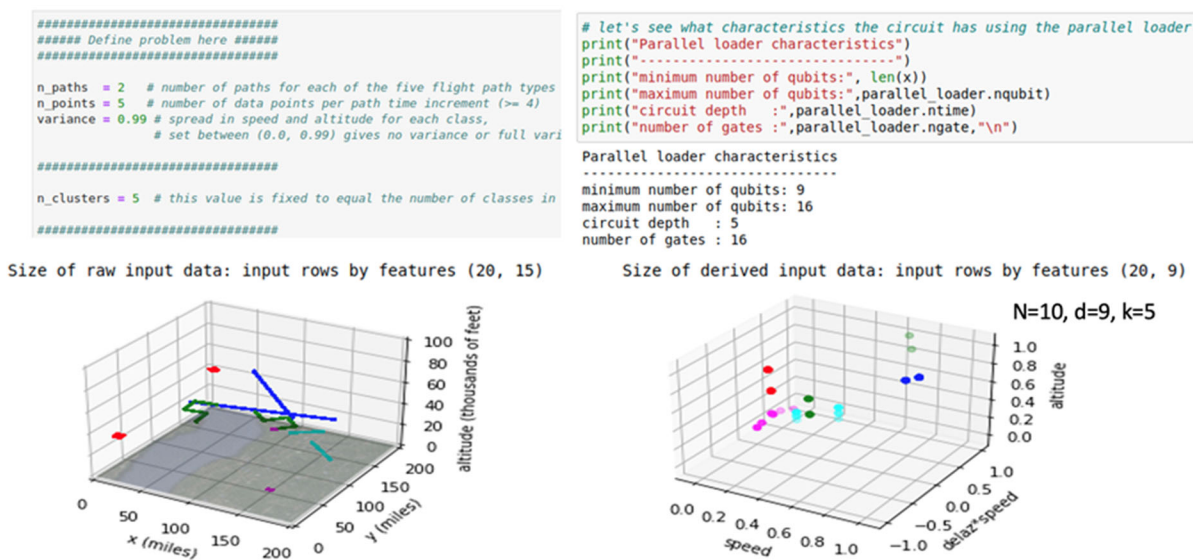 #################################
###### Define problem here ######
#################################
n_paths = 2 # number of paths for each of the five flight path types
n_points = 5 # number of data points per path time increment (>= 4)
variance = 0.99 # spread in speed and altitude for each class,
# set between (0.0, 0.99) gives no variance or full vari
#################################
n_clusters = 5 # this value is fixed to equal the number of classes in
#################################
# let's see what characteristics the circuit has using the parallel loader
print("Parallel loader characteristics")
print("-------------------------------")
print("minimum number of qubits:", len(x))
print("maximum number of qubits:",parallel_loader.nqubit)
print("circuit depth   :",parallel_loader.ntime)
print("number of gates :",parallel_loader.ngate,"\n")
Parallel loader characteristics
-------------------------------
minimum number of qubits: 9
maximum number of qubits: 16
circuit depth   : 5
number of gates : 16
Size of raw input data: input rows by features (20, 15)
100
80
60
40
20
0
altitude (thousands of feet)
0
50
100
150
200
x (miles)
0
50
100
150
200
y (miles)
Size of derived input data: input rows by features (20, 9)
N=10, d=9, k=5
1.0
0.8
0.6
0.4
0.2
0.0
altitude
0.0 0.2 0.4 0.6 0.8 1.0
speed
−1.0
−0.5
0.0
0.5
1.0
delaz*speed